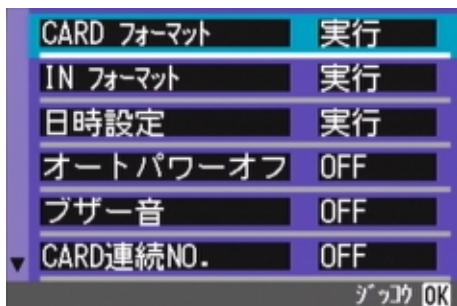 CARD フォーマット 実行
IN フォーマット 実行
日時設定 実行
オートパワーオフ OFF
ブザー音 OFF
CARD連続NO. OFF
ジッコウ OK